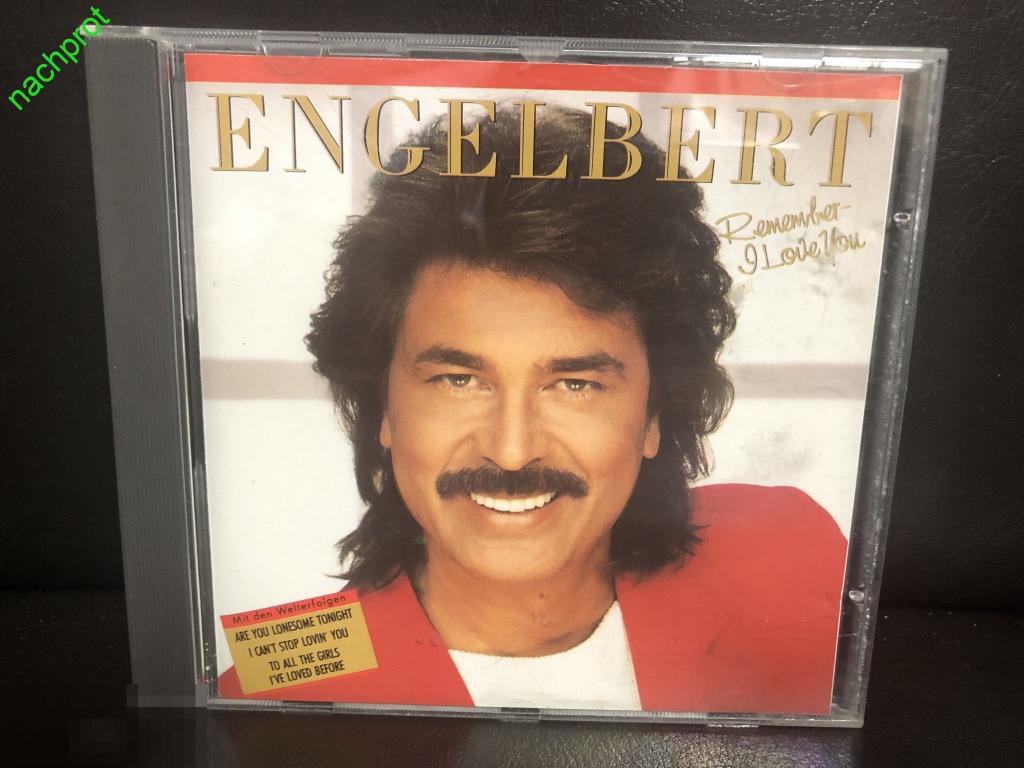 nachprot
ENGELBERT
Remember-
I Love You
Mit den Welterfolgen
ARE YOU LONESOME TONIGHT
I CAN'T STOP LOVIN' YOU
TO ALL THE GIRLS
I'VE LOVED BEFORE